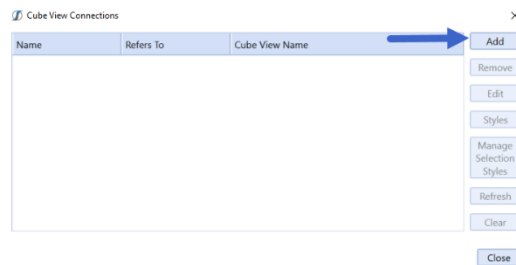 Cube View Connections
Name Refers To Cube View Name
Add
Remove
Edit
Styles
Manage
Selection
Styles
Refresh
Clear
Close